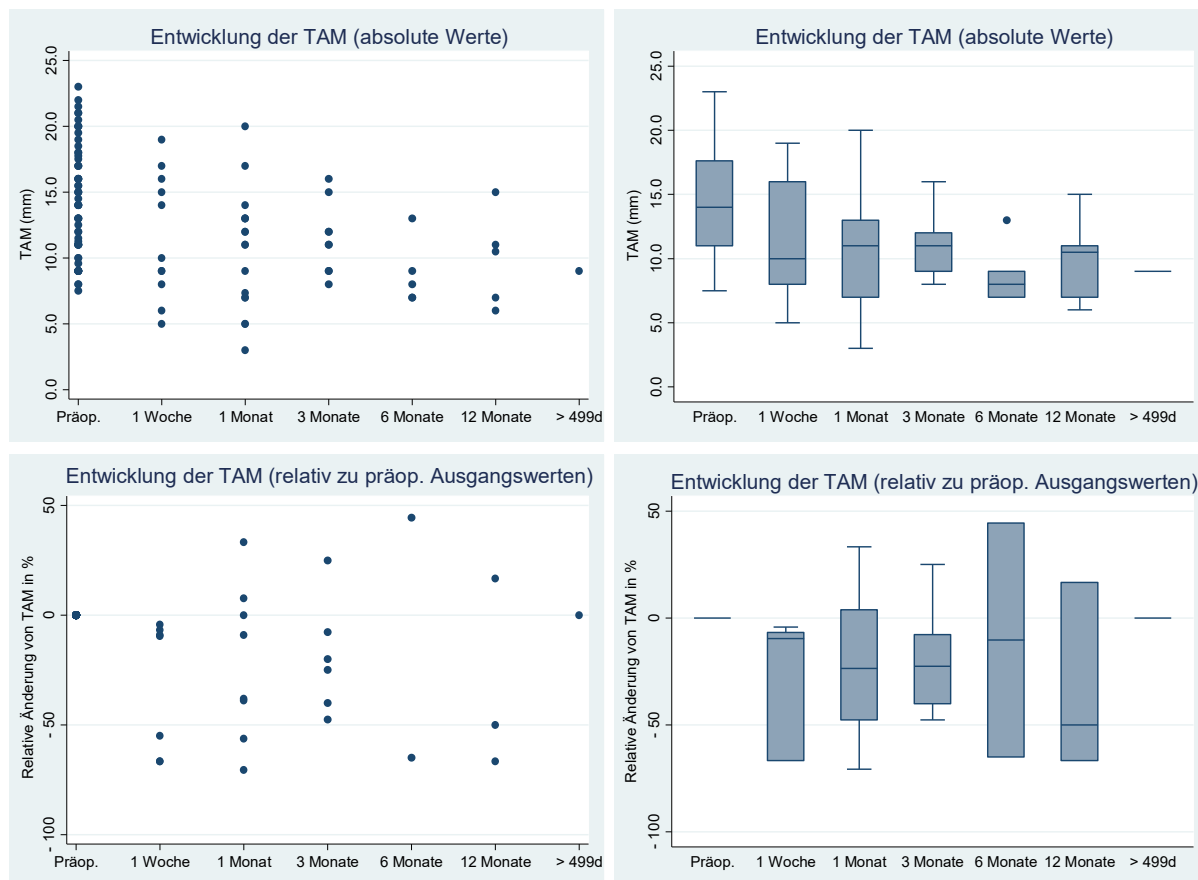 Entwicklung der TAM (absolute Werte)
TAM (mm)
25.0
20.0
15.0
10.0
5.0
0.0
Präop. 1 Woche 1 Monat 3 Monate 6 Monate 12 Monate > 499d
Entwicklung der TAM (absolute Werte)
TAM (mm)
25.0
20.0
15.0
10.0
5.0
0.0
Präop. 1 Woche 1 Monat 3 Monate 6 Monate 12 Monate > 499d
Entwicklung der TAM (relativ zu präop. Ausgangswerten)
Relative Änderung von TAM in %
50
0
- 50
- 100
Präop. 1 Woche 1 Monat 3 Monate 6 Monate 12 Monate > 499d
Entwicklung der TAM (relativ zu präop. Ausgangswerten)
Relative Änderung von TAM in %
50
0
- 50
- 100
Präop. 1 Woche 1 Monat 3 Monate 6 Monate 12 Monate > 499d